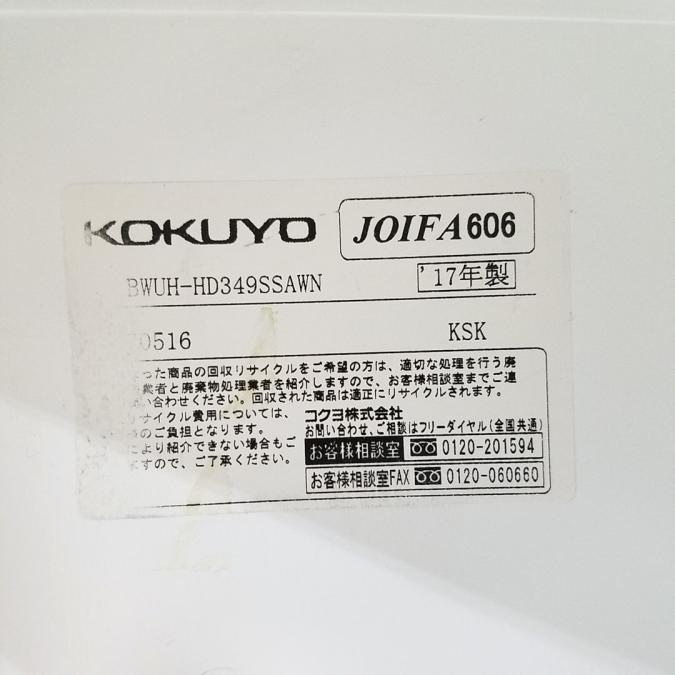 KOKUYO
JOIFA606
BWUH-HD349SSAWN
'17年製
0516
KSK
った商品の回収リサイクルをご希望の方は、適切な処理を行う廃
業者と廃棄物処理業者を紹介しますので、お客様相談室までご連
い合わせください。回収された商品は適正にリサイクルされます。
サイクル費用については、
のご負担となります。
により紹介できない場合もご
ますので、ご了承ください。
コクヨ株式会社
お問い合わせ、ご相談はフリーダイヤル(全国共通)
お客様相談室 0120-201594
お客様相談室FAX 0120-060660